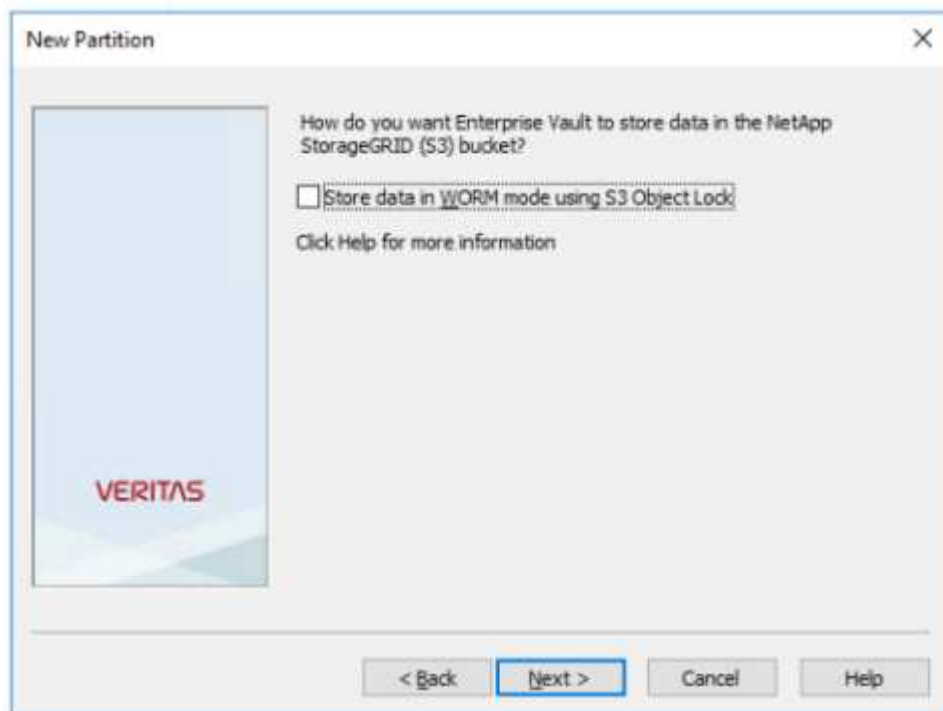 New Partition
How do you want Enterprise Vault to store data in the NetApp
StorageGRID (S3) bucket?
Store data in WORM mode using S3 Object Lock
Click Help for more information
VERITAS
< Back
Next >
Cancel
Help